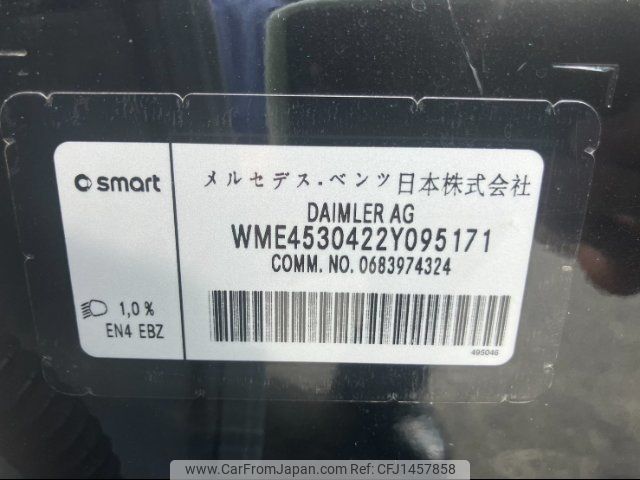 smart
メルセデス・ベンツ日本株式会社
DAIMLER AG
WME4530422Y095171
COMM. NO. 0683974324
1,0 %
EN4 EBZ
495046
www.CarFromJapan.com - CFJ1457858